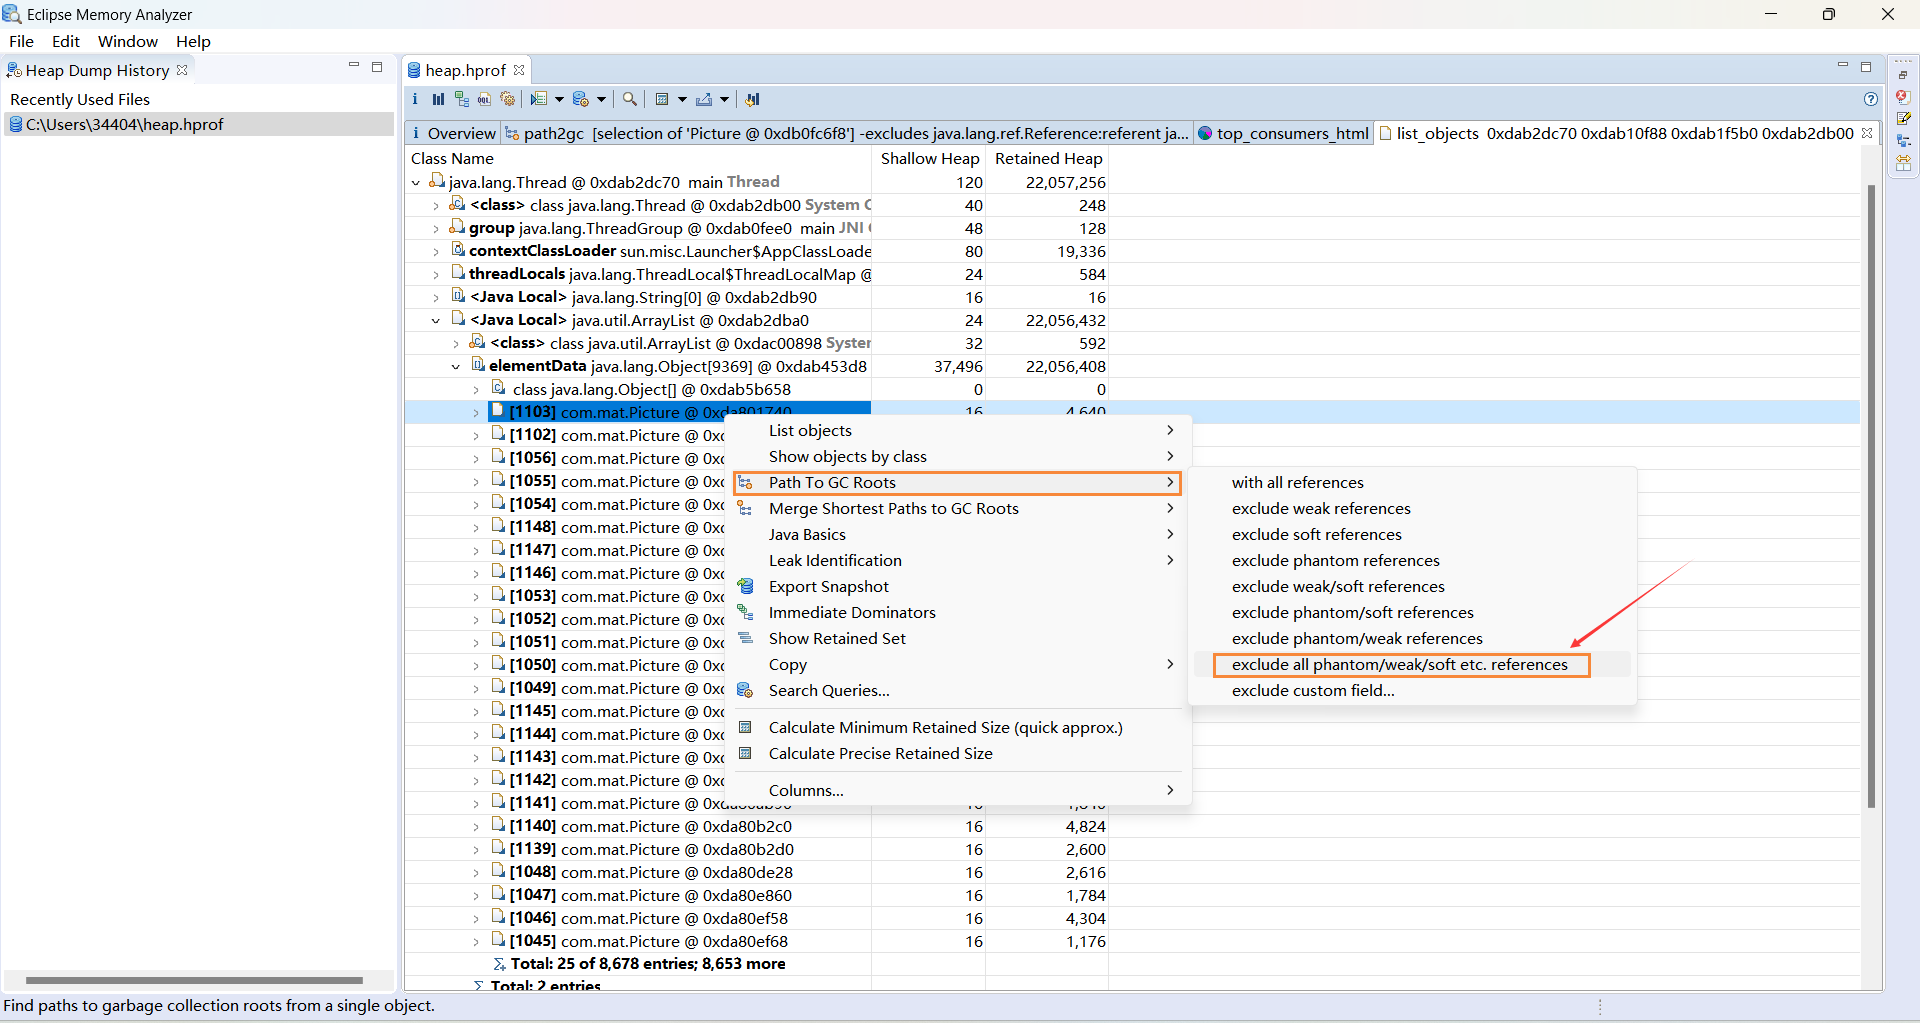 Eclipse Memory Analyzer
File Edit Window Help
Heap Dump History
Recently Used Files
C:\Users\34404\heap.hprof
heap.hprof
Overview path2gc [selection of 'Picture @ 0xdb0fc6f8'] -excludes java.lang.ref.Reference:referent ja... top_consumers_html list_objects 0xdab2dc70 0xdab10f88 0xdab1f5b0 0xdab2db00
Class Name Shallow Heap Retained Heap
java.lang.Thread @ 0xdab2dc70 main Thread 120 22,057,256
<class> class java.lang.Thread @ 0xdab2db00 System C 40 248
group java.lang.ThreadGroup @ 0xdab0fee0 main JNI 48 128
contextClassLoader sun.misc.Launcher$AppClassLoade 80 19,336
threadLocals java.lang.ThreadLocal$ThreadLocalMap @ 24 584
<Java Local> java.lang.String[0] @ 0xdab2db90 16 16
<Java Local> java.util.ArrayList @ 0xdab2dba0 24 22,056,432
<class> class java.util.ArrayList @ 0xdac00898 System 32 592
elementData java.lang.Object[9369] @ 0xdab453d8 37,496 22,056,408
class java.lang.Object[] @ 0xdab5b658 0 0
[1103] com.mat.Picture @ 0xda801740 16 4,640
[1102] com.mat.Picture @ 0x
[1056] com.mat.Picture @ 0x
[1055] com.mat.Picture @ 0x
[1054] com.mat.Picture @ 0x
[1148] com.mat.Picture @ 0x
[1147] com.mat.Picture @ 0x
[1146] com.mat.Picture @ 0x
[1053] com.mat.Picture @ 0x
[1052] com.mat.Picture @ 0x
[1051] com.mat.Picture @ 0x
[1050] com.mat.Picture @ 0x
[1049] com.mat.Picture @ 0x
[1145] com.mat.Picture @ 0x
[1144] com.mat.Picture @ 0x
[1143] com.mat.Picture @ 0x
[1142] com.mat.Picture @ 0x
[1141] com.mat.Picture @
[1140] com.mat.Picture @ 0xda80b2c0 16 4,824
[1139] com.mat.Picture @ 0xda80b2d0 16 2,600
[1048] com.mat.Picture @ 0xda80de28 16 2,616
[1047] com.mat.Picture @ 0xda80e860 16 1,784
[1046] com.mat.Picture @ 0xda80ef58 16 4,304
[1045] com.mat.Picture @ 0xda80ef68 16 1,176
Total: 25 of 8,678 entries; 8,653 more
Total: 2 entries
List objects
Show objects by class
Path To GC Roots
Merge Shortest Paths to GC Roots
Java Basics
Leak Identification
Export Snapshot
Immediate Dominators
Show Retained Set
Copy
Search Queries...
Calculate Minimum Retained Size (quick approx.)
Calculate Precise Retained Size
Columns...
with all references
exclude weak references
exclude soft references
exclude phantom references
exclude weak/soft references
exclude phantom/soft references
exclude phantom/weak references
exclude all phantom/weak/soft etc. references
exclude custom field...
Find paths to garbage collection roots from a single object.